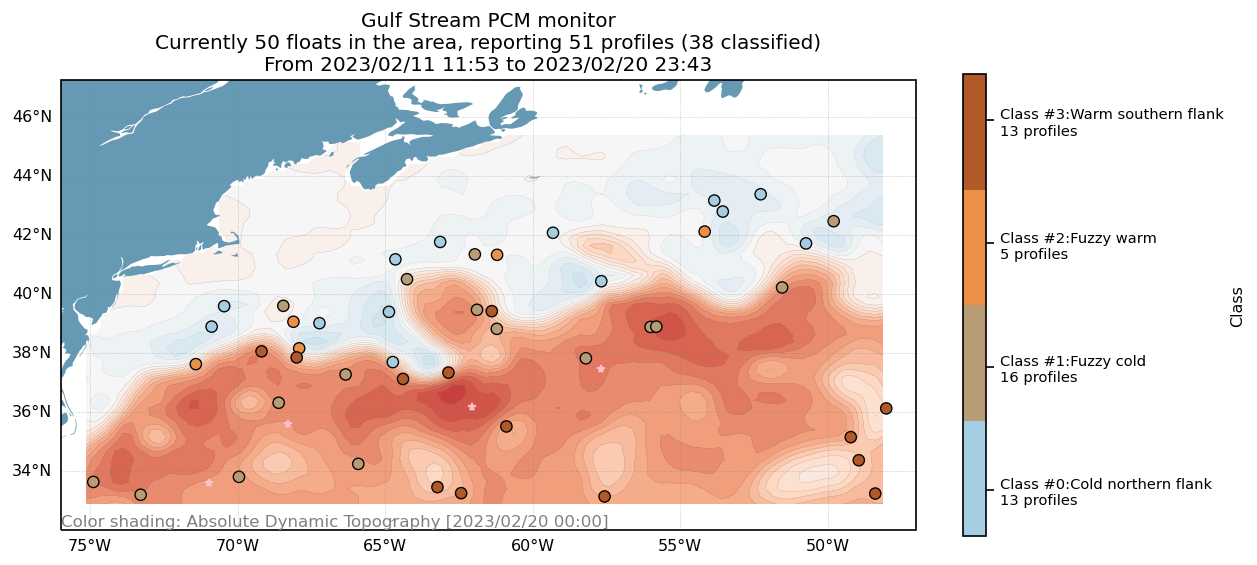 Gulf Stream PCM monitor
Currently 50 floats in the area, reporting 51 profiles (38 classified)
From 2023/02/11 11:53 to 2023/02/20 23:43
46°N
44°N
42°N
40°N
38°N
36°N
34°N
Color shading: Absolute Dynamic Topography [2023/02/20 00:00]
75°W
70°W
65°W
60°W
55°W
50°W
Class #3:Warm southern flank
13 profiles
Class #2:Fuzzy warm
5 profiles
Class #1:Fuzzy cold
16 profiles
Class #0:Cold northern flank
13 profiles
Class